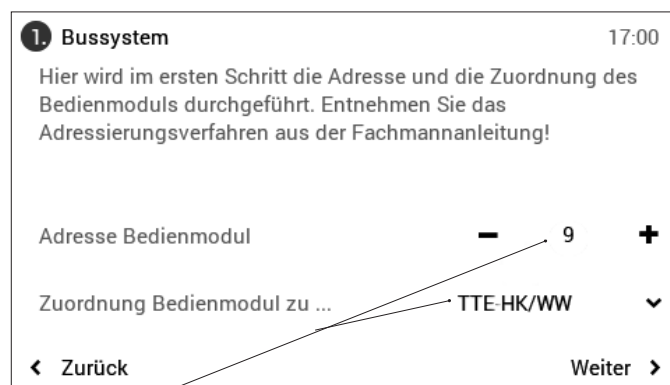 1. Bussystem 17:00
Hier wird im ersten Schritt die Adresse und die Zuordnung des
Bedienmoduls durchgeführt. Entnehmen Sie das
Adressierungsverfahren aus der Fachmannanleitung!
Adresse Bedienmodul − 9 +
Zuordnung Bedienmodul zu ... TTE-HK/WW
Zurück Weiter